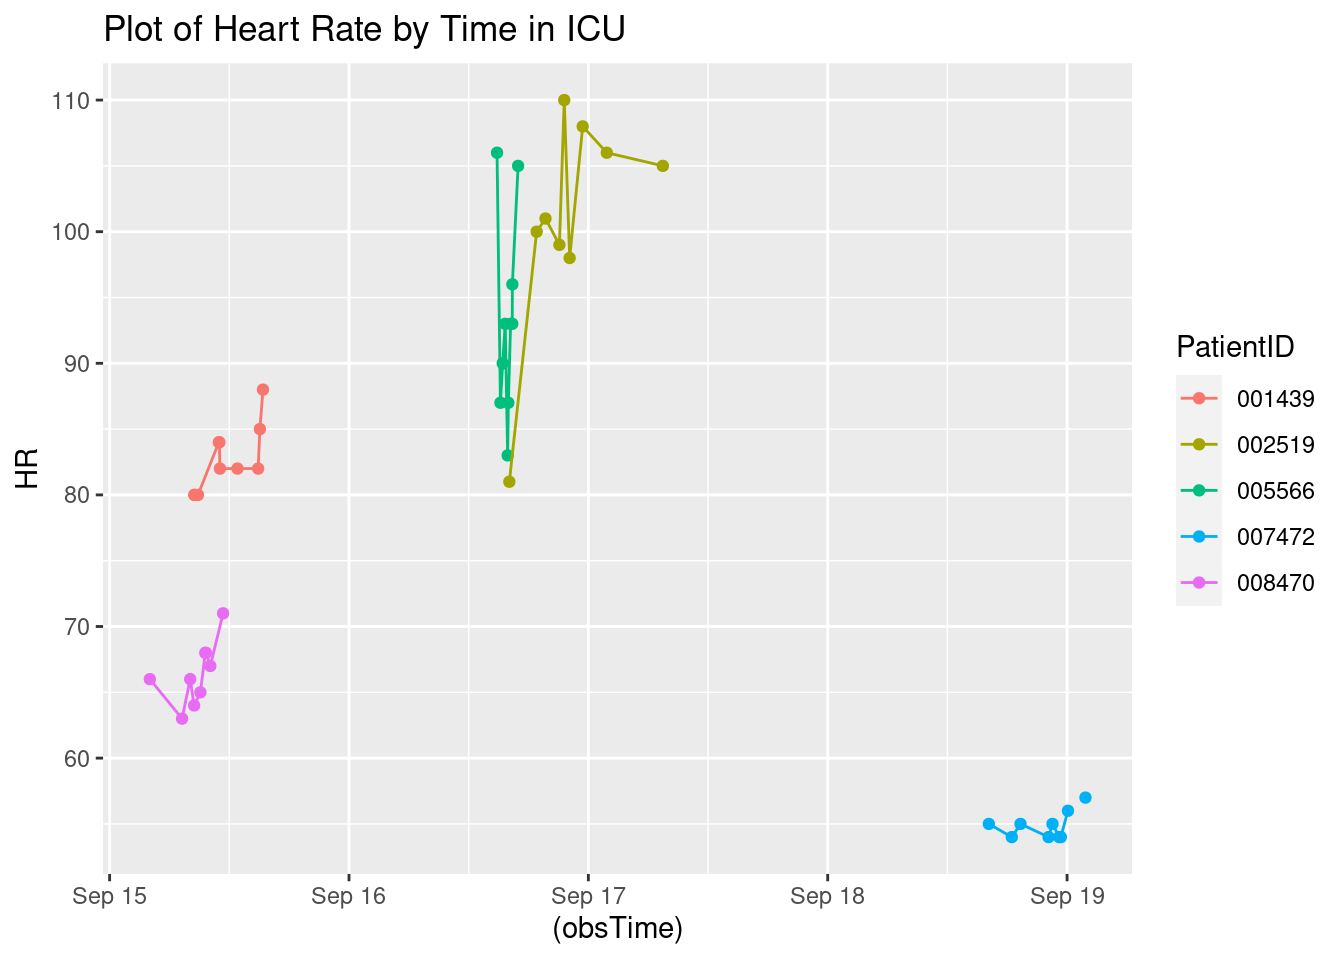 Plot of Heart Rate by Time in ICU
110
100
90
80
70
60
HR
Sep 15
Sep 16
Sep 17
Sep 18
Sep 19
(obsTime)
PatientID
001439
002519
005566
007472
008470